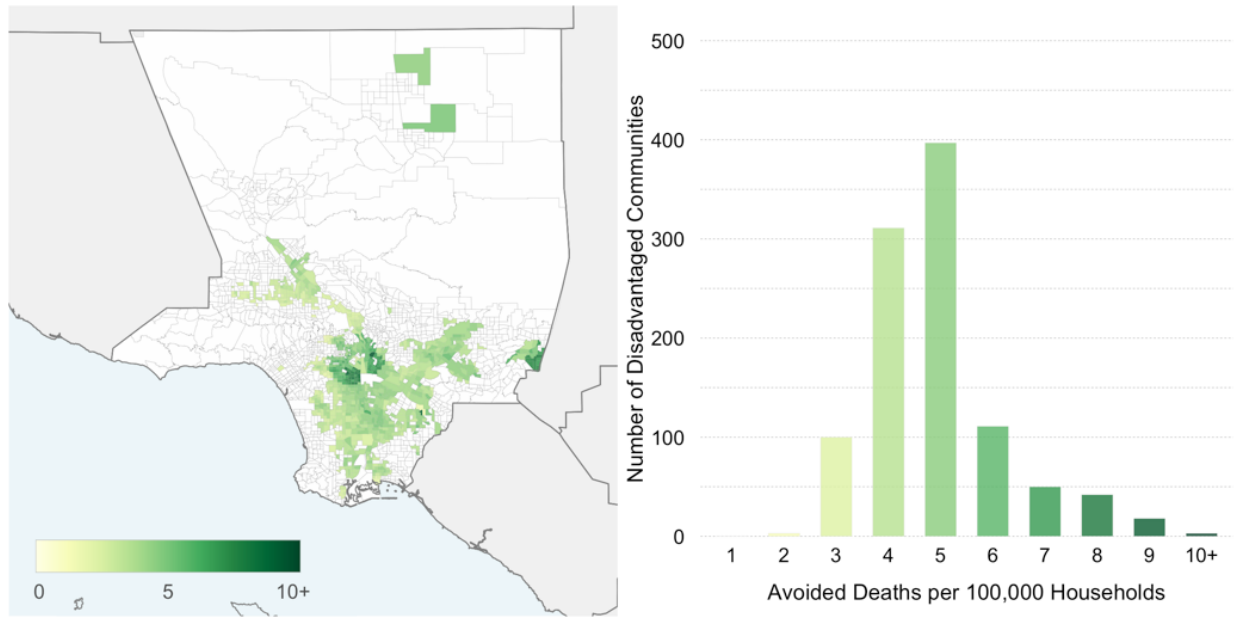 0 5 10+
Number of Disadvantaged Communities
500
400
300
200
100
0
1 2 3 4 5 6 7 8 9 10+
Avoided Deaths per 100,000 Households